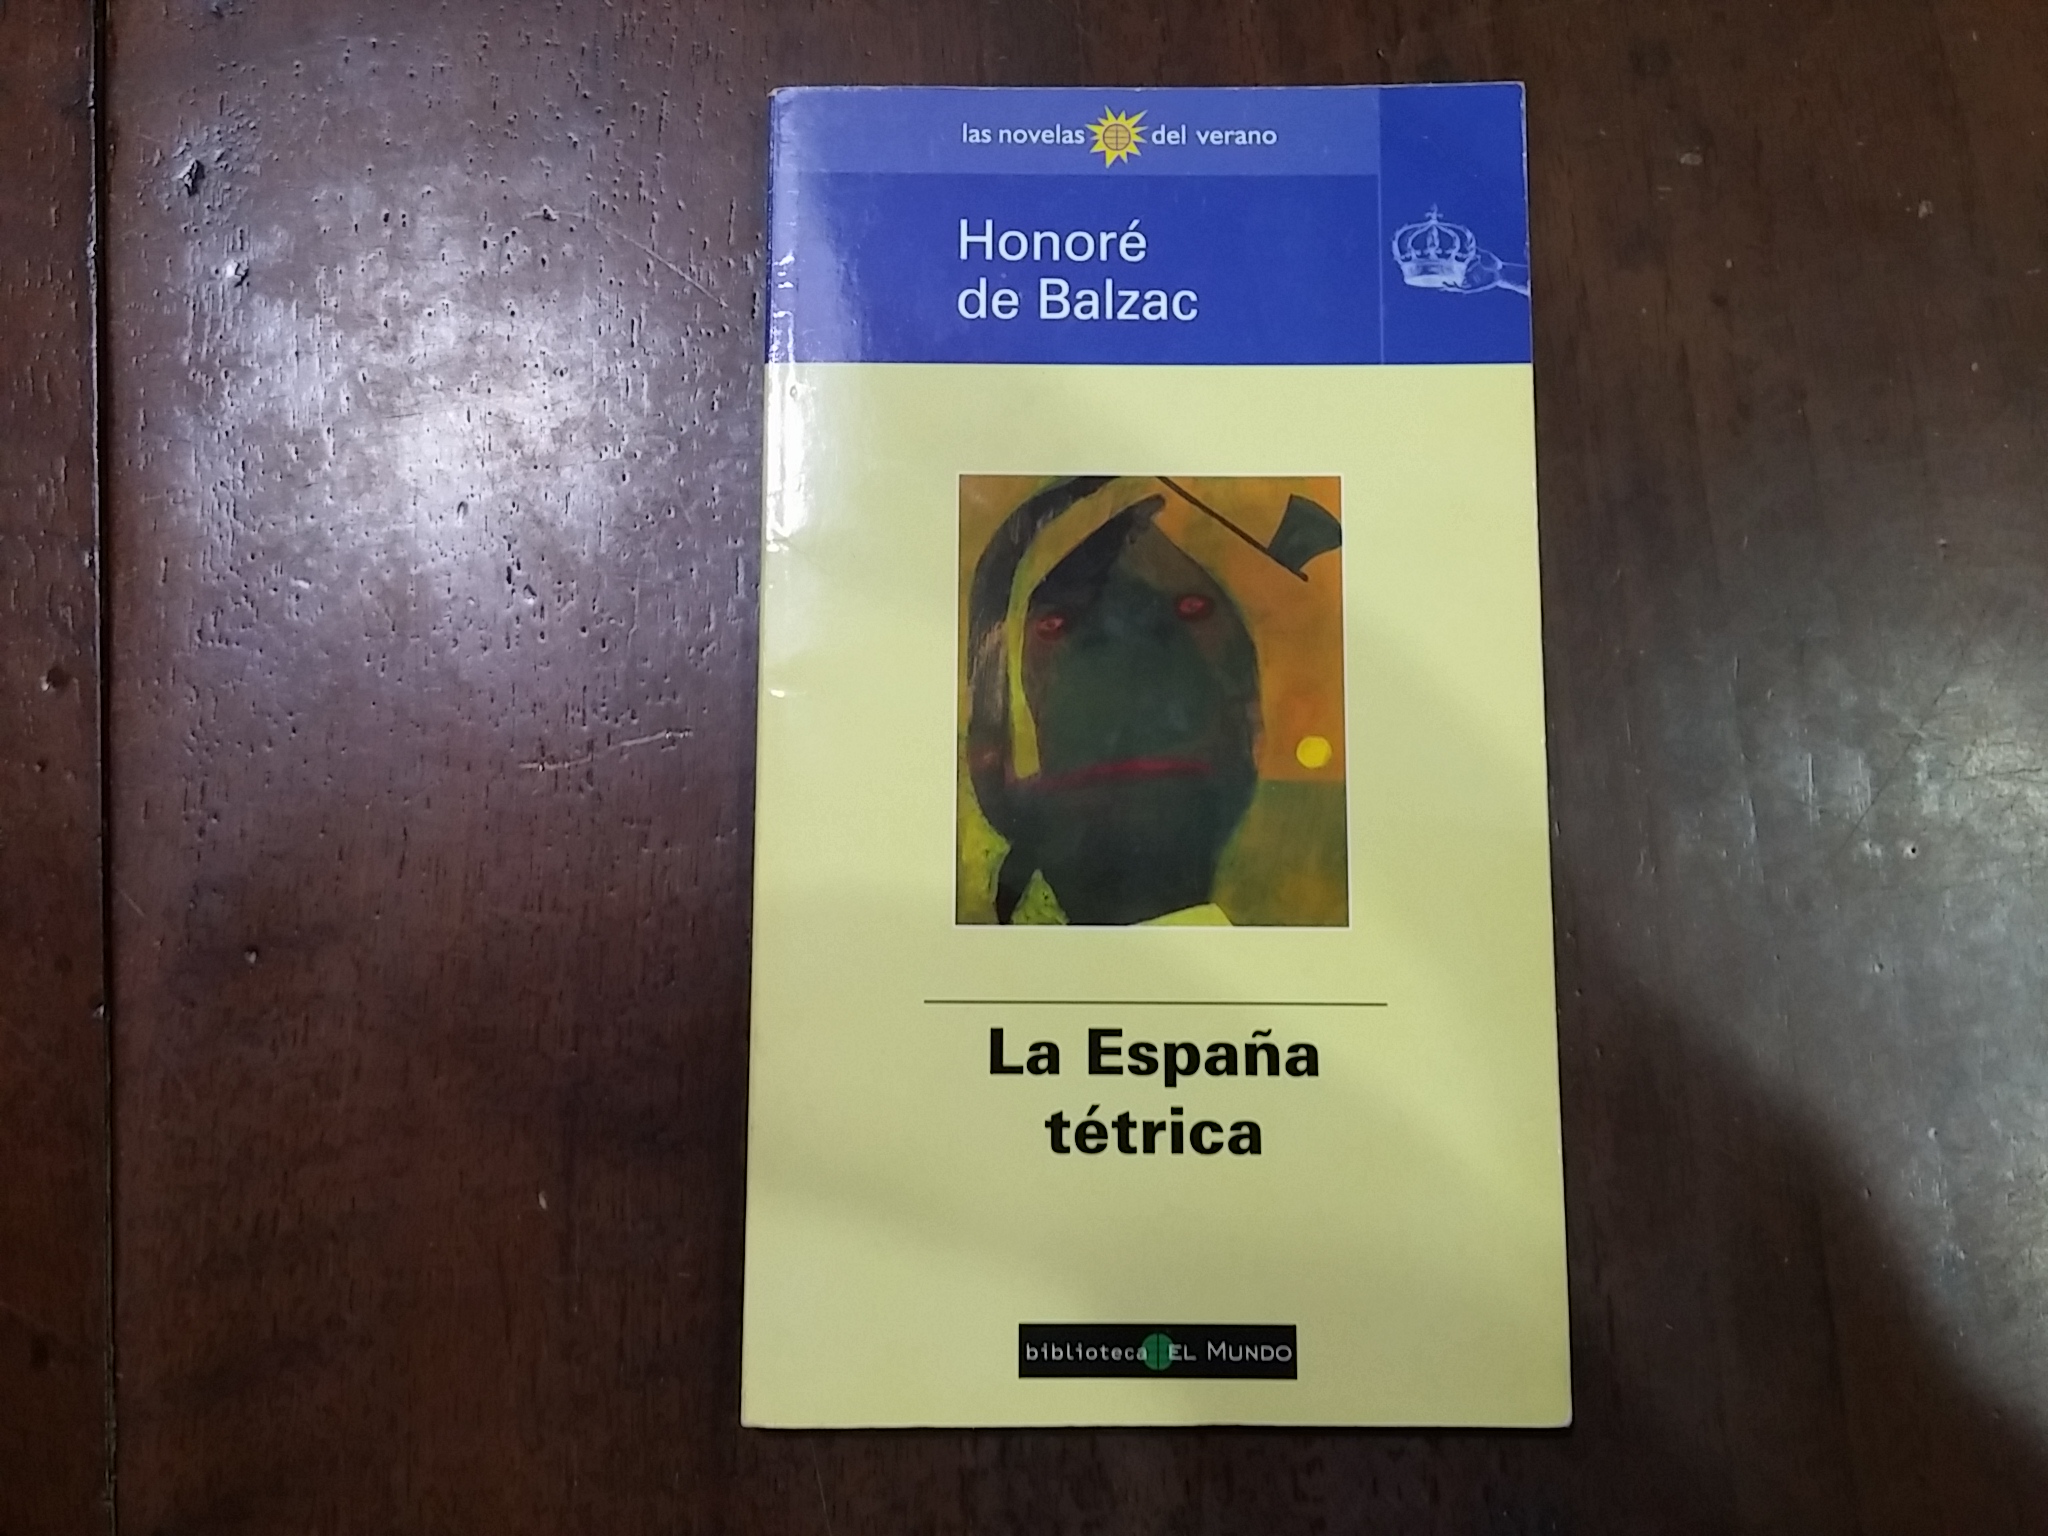 las novelas del verano
Honoré
de Balzac
La España
tétrica
biblioteca EL MUNDO